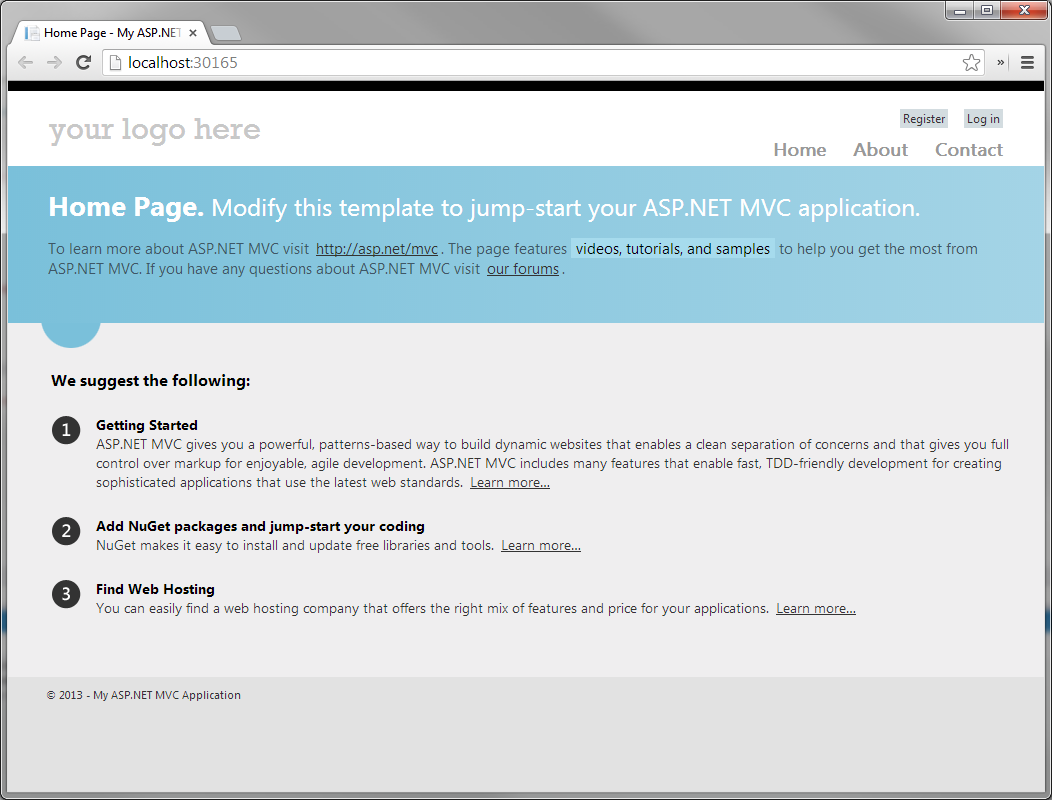 Home Page - My ASP.NET
localhost:30165
»
your logo here
Register Log in
Home About Contact
Home Page. Modify this template to jump-start your ASP.NET MVC application.
To learn more about ASP.NET MVC visit http://asp.net/mvc. The page features videos, tutorials, and samples to help you get the most from
ASP.NET MVC. If you have any questions about ASP.NET MVC visit our forums.
We suggest the following:
1 Getting Started
ASP.NET MVC gives you a powerful, patterns-based way to build dynamic websites that enables a clean separation of concerns and that gives you full
control over markup for enjoyable, agile development. ASP.NET MVC includes many features that enable fast, TDD-friendly development for creating
sophisticated applications that use the latest web standards. Learn more...
2 Add NuGet packages and jump-start your coding
NuGet makes it easy to install and update free libraries and tools. Learn more...
3 Find Web Hosting
You can easily find a web hosting company that offers the right mix of features and price for your applications. Learn more...
© 2013 - My ASP.NET MVC Application